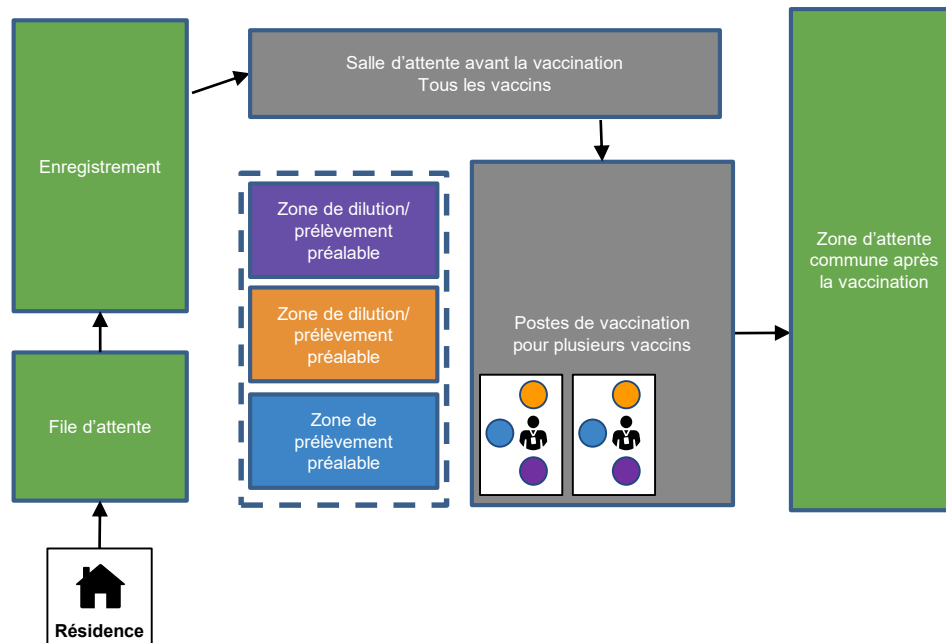 Salle d'attente avant la vaccination
Tous les vaccins
Enregistrement
Zone de dilution/
prélèvement
préalable
Zone de dilution/
prélèvement
préalable
Zone de
prélèvement
préalable
Postes de vaccination
pour plusieurs vaccins
Zone d'attente
commune après
la vaccination
File d'attente
Résidence